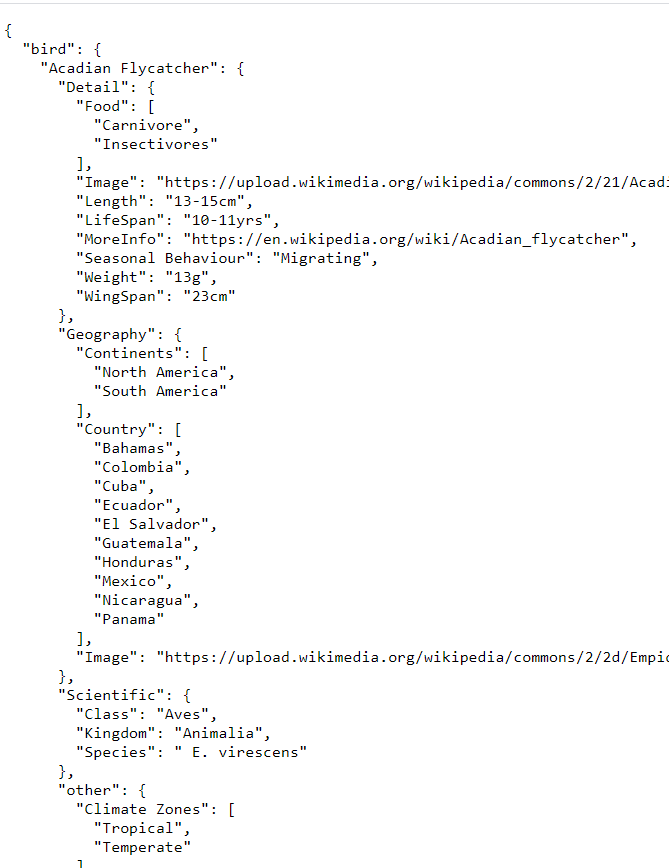 {
  "bird": {
    "Acadian Flycatcher": {
      "Detail": {
        "Food": [
          "Carnivore",
          "Insectivores"
        ],
        "Image": "https://upload.wikimedia.org/wikipedia/commons/2/21/Acadi
        "Length": "13-15cm",
        "LifeSpan": "10-11yrs",
        "MoreInfo": "https://en.wikipedia.org/wiki/Acadian_flycatcher",
        "Seasonal Behaviour": "Migrating",
        "Weight": "13g",
        "WingSpan": "23cm"
      },
      "Geography": {
        "Continents": [
          "North America",
          "South America"
        ],
        "Country": [
          "Bahamas",
          "Colombia",
          "Cuba",
          "Ecuador",
          "El Salvador",
          "Guatemala",
          "Honduras",
          "Mexico",
          "Nicaragua",
          "Panama"
        ],
        "Image": "https://upload.wikimedia.org/wikipedia/commons/2/2d/Empid
      },
      "Scientific": {
        "Class": "Aves",
        "Kingdom": "Animalia",
        "Species": " E. virescens"
      },
      "other": {
        "Climate Zones": [
          "Tropical",
          "Temperate"
        ]